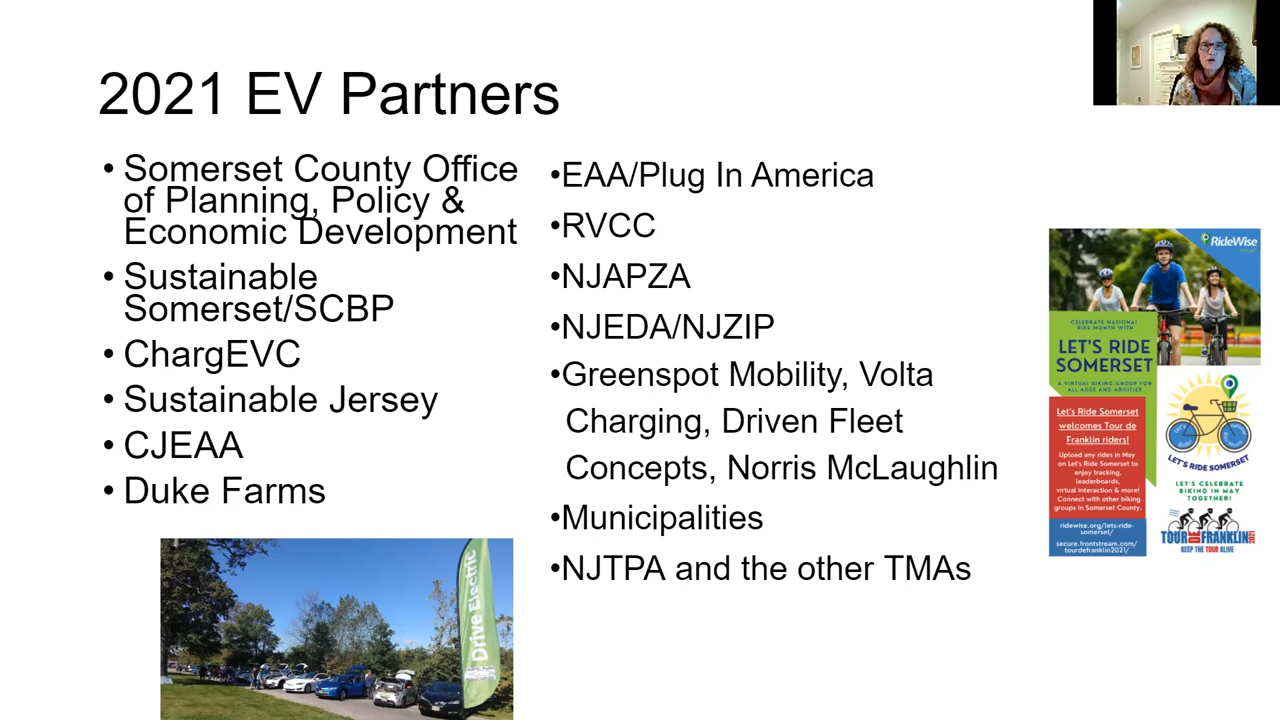 2021 EV Partners
• Somerset County Office
of Planning, Policy &
Economic Development
• Sustainable
Somerset/SCBP
• ChargEVC
• Sustainable Jersey
• CJEAA
• Duke Farms
•EAA/Plug In America
•RVCC
•NJAPZA
•NJEDA/NJZIP
•Greenspot Mobility, Volta
Charging, Driven Fleet
Concepts, Norris McLaughlin
•Municipalities
•NJTPA and the other TMAs
Drive Electric
RideWise
CELEBRATE NATIONAL
BIKE MONTH WITH
LET'S RIDE
SOMERSET
A VIRTUAL BIKING GROUP FOR
ALL AGES AND ABILITIES
Let's Ride Somerset
welcomes Tour de
Franklin riders!
Upload any rides in May
on Let's Ride Somerset to
enjoy tracking,
leaderboards,
virtual interaction & more!
Connect with other biking
groups in Somerset County.
ridewise.org/lets-ride-
somerset/
secure.frontstream.com/
tourdefranklin2021/
LET'S RIDE SOMERSET
LET'S CELEBRATE
BIKING IN MAY
TOGETHER!
TOUR DE FRANKLIN 2021
KEEP THE TOUR ALIVE